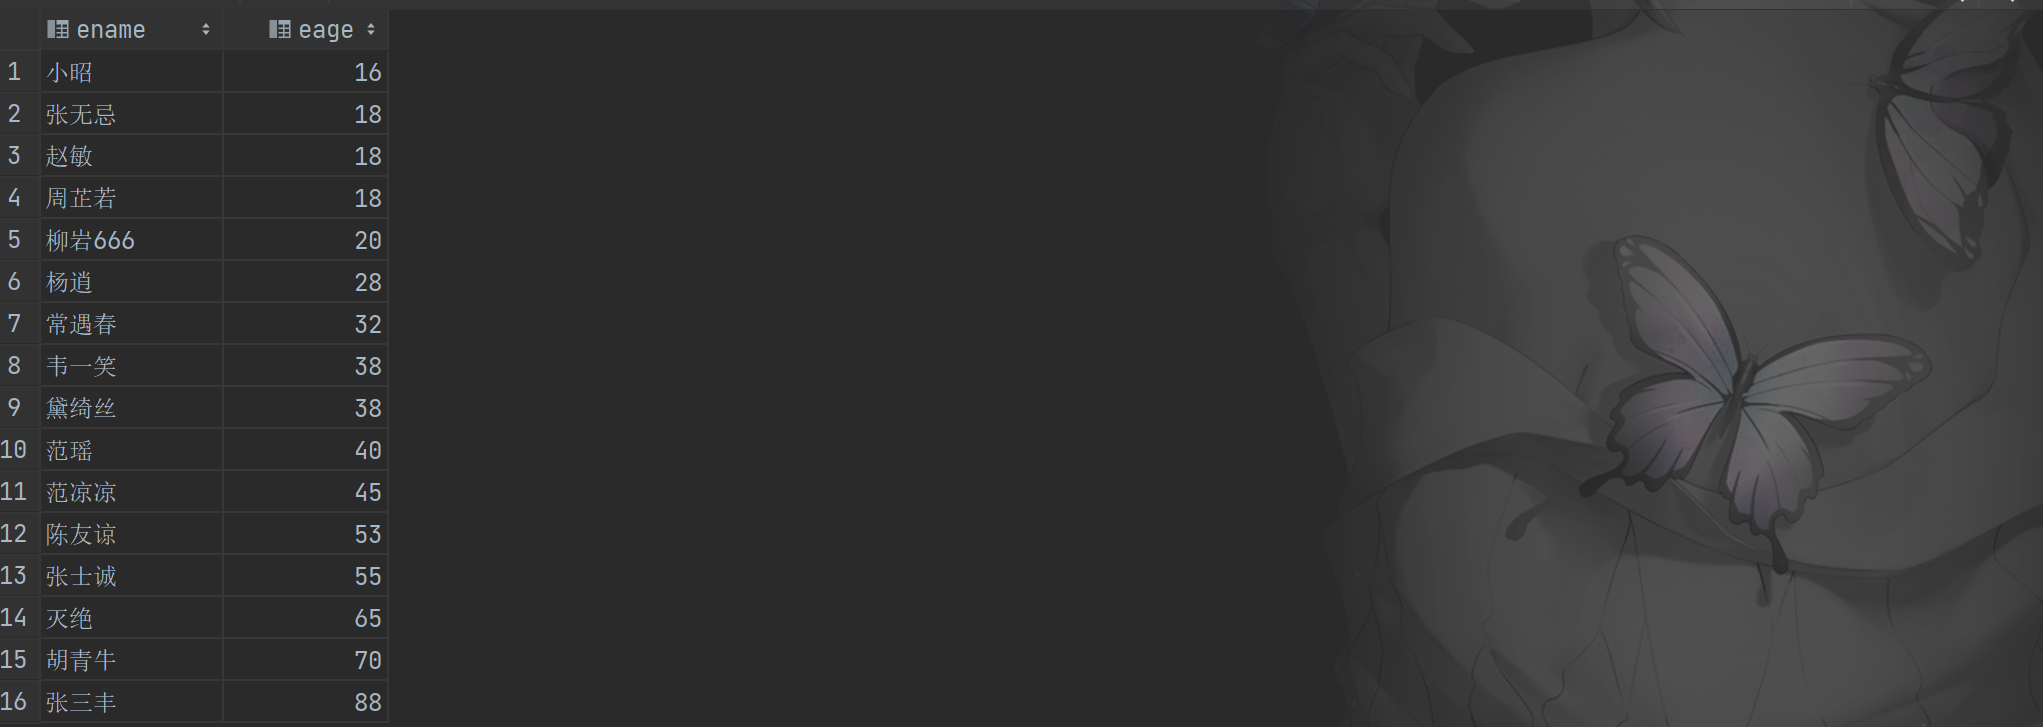 ename eage
1 小昭 16
2 张无忌 18
3 赵敏 18
4 周芷若 18
5 柳岩666 20
6 杨逍 28
7 常遇春 32
8 韦一笑 38
9 黛绮丝 38
10 范瑶 40
11 范凉凉 45
12 陈友谅 53
13 张士诚 55
14 灭绝 65
15 胡青牛 70
16 张三丰 88